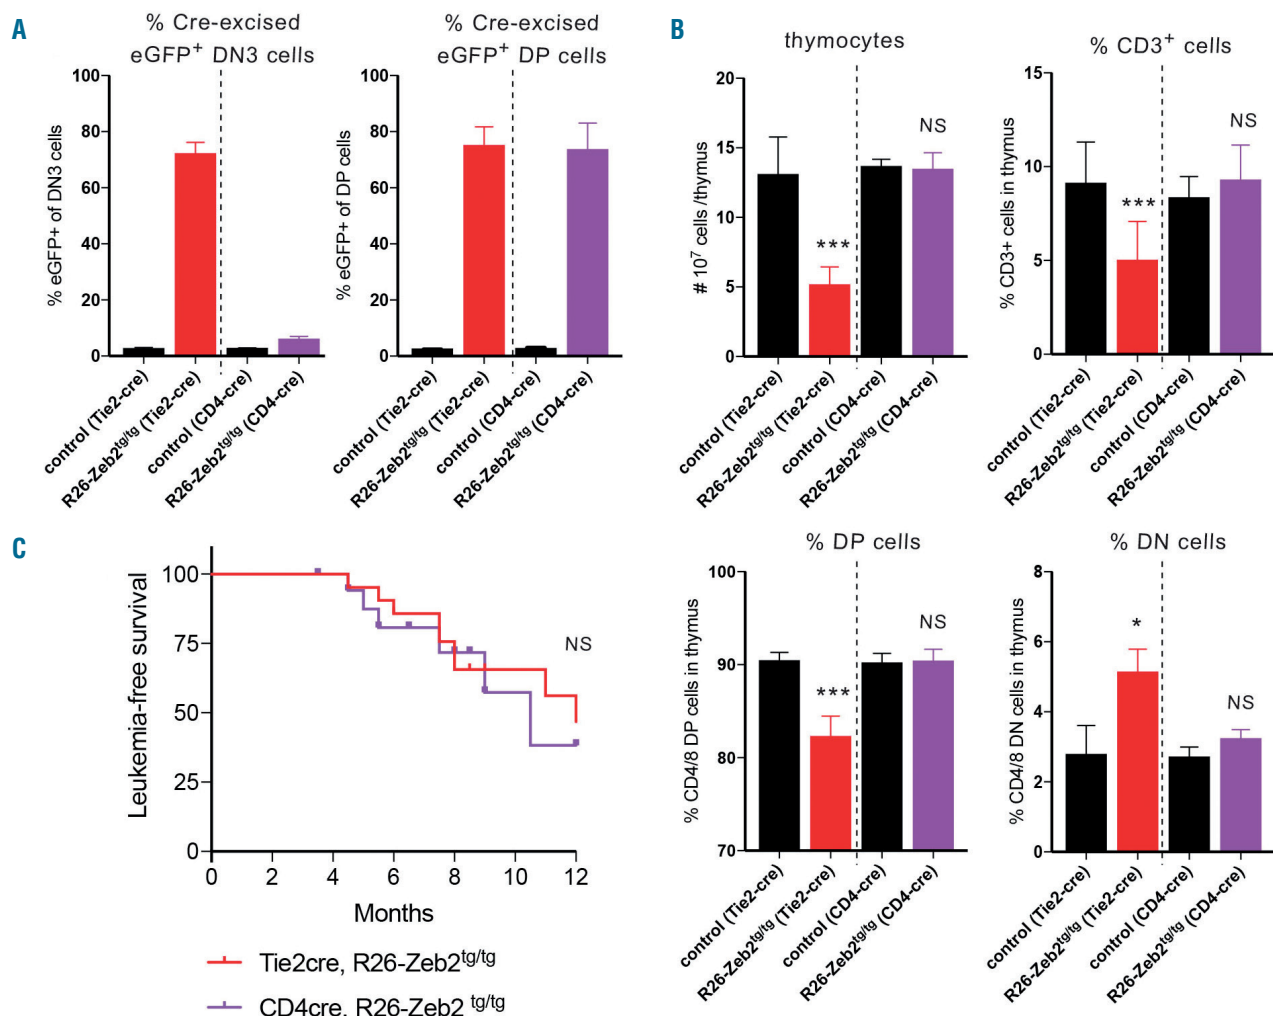 A
% Cre-excised
eGFP+ DN3 cells
% eGFP+ of DN3 cells
100
80
60
40
20
0
control (Tie2-cre)
R26-Zeb2tg/tg (Tie2-cre)
control (CD4-cre)
R26-Zeb2tg/tg (CD4-cre)
% Cre-excised
eGFP+ DP cells
% eGFP+ of DP cells
100
80
60
40
20
0
control (Tie2-cre)
R26-Zeb2tg/tg (Tie2-cre)
control (CD4-cre)
R26-Zeb2tg/tg (CD4-cre)
B
thymocytes
# 10^7 cells /thymus
20
15
10
5
0
***
NS
control (Tie2-cre)
R26-Zeb2tg/tg (Tie2-cre)
control (CD4-cre)
R26-Zeb2tg/tg (CD4-cre)
% CD3+ cells
% CD3+ cells in thymus
15
10
5
0
***
NS
control (Tie2-cre)
R26-Zeb2tg/tg (Tie2-cre)
control (CD4-cre)
R26-Zeb2tg/tg (CD4-cre)
% DP cells
% CD4/8 DP cells in thymus
100
90
80
70
***
NS
control (Tie2-cre)
R26-Zeb2tg/tg (Tie2-cre)
control (CD4-cre)
R26-Zeb2tg/tg (CD4-cre)
% DN cells
% CD4/8 DN cells in thymus
8
6
4
2
0
*
NS
control (Tie2-cre)
R26-Zeb2tg/tg (Tie2-cre)
control (CD4-cre)
R26-Zeb2tg/tg (CD4-cre)
C
Leukemia-free survival
100
75
50
25
0
NS
0 2 4 6 8 10 12
Months
Tie2cre, R26-Zeb2tg/tg
CD4cre, R26-Zeb2 tg/tg